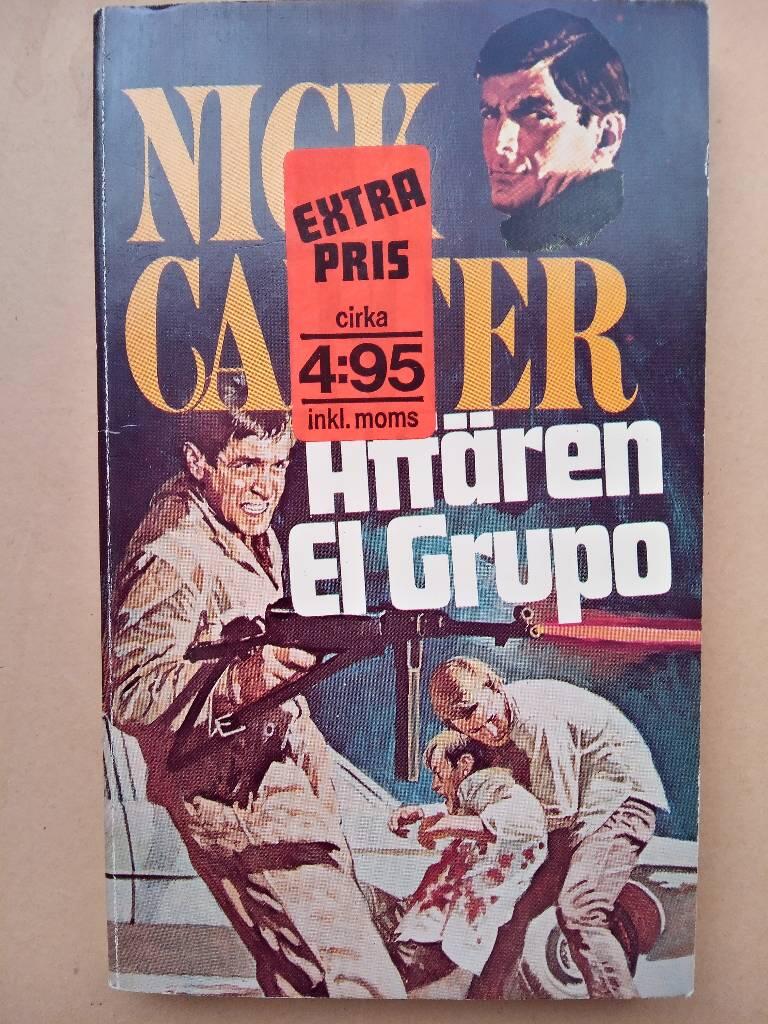 NICK
CARTER
EXTRA
PRIS
cirka
4:95
inkl. moms
Affären
El Grupo